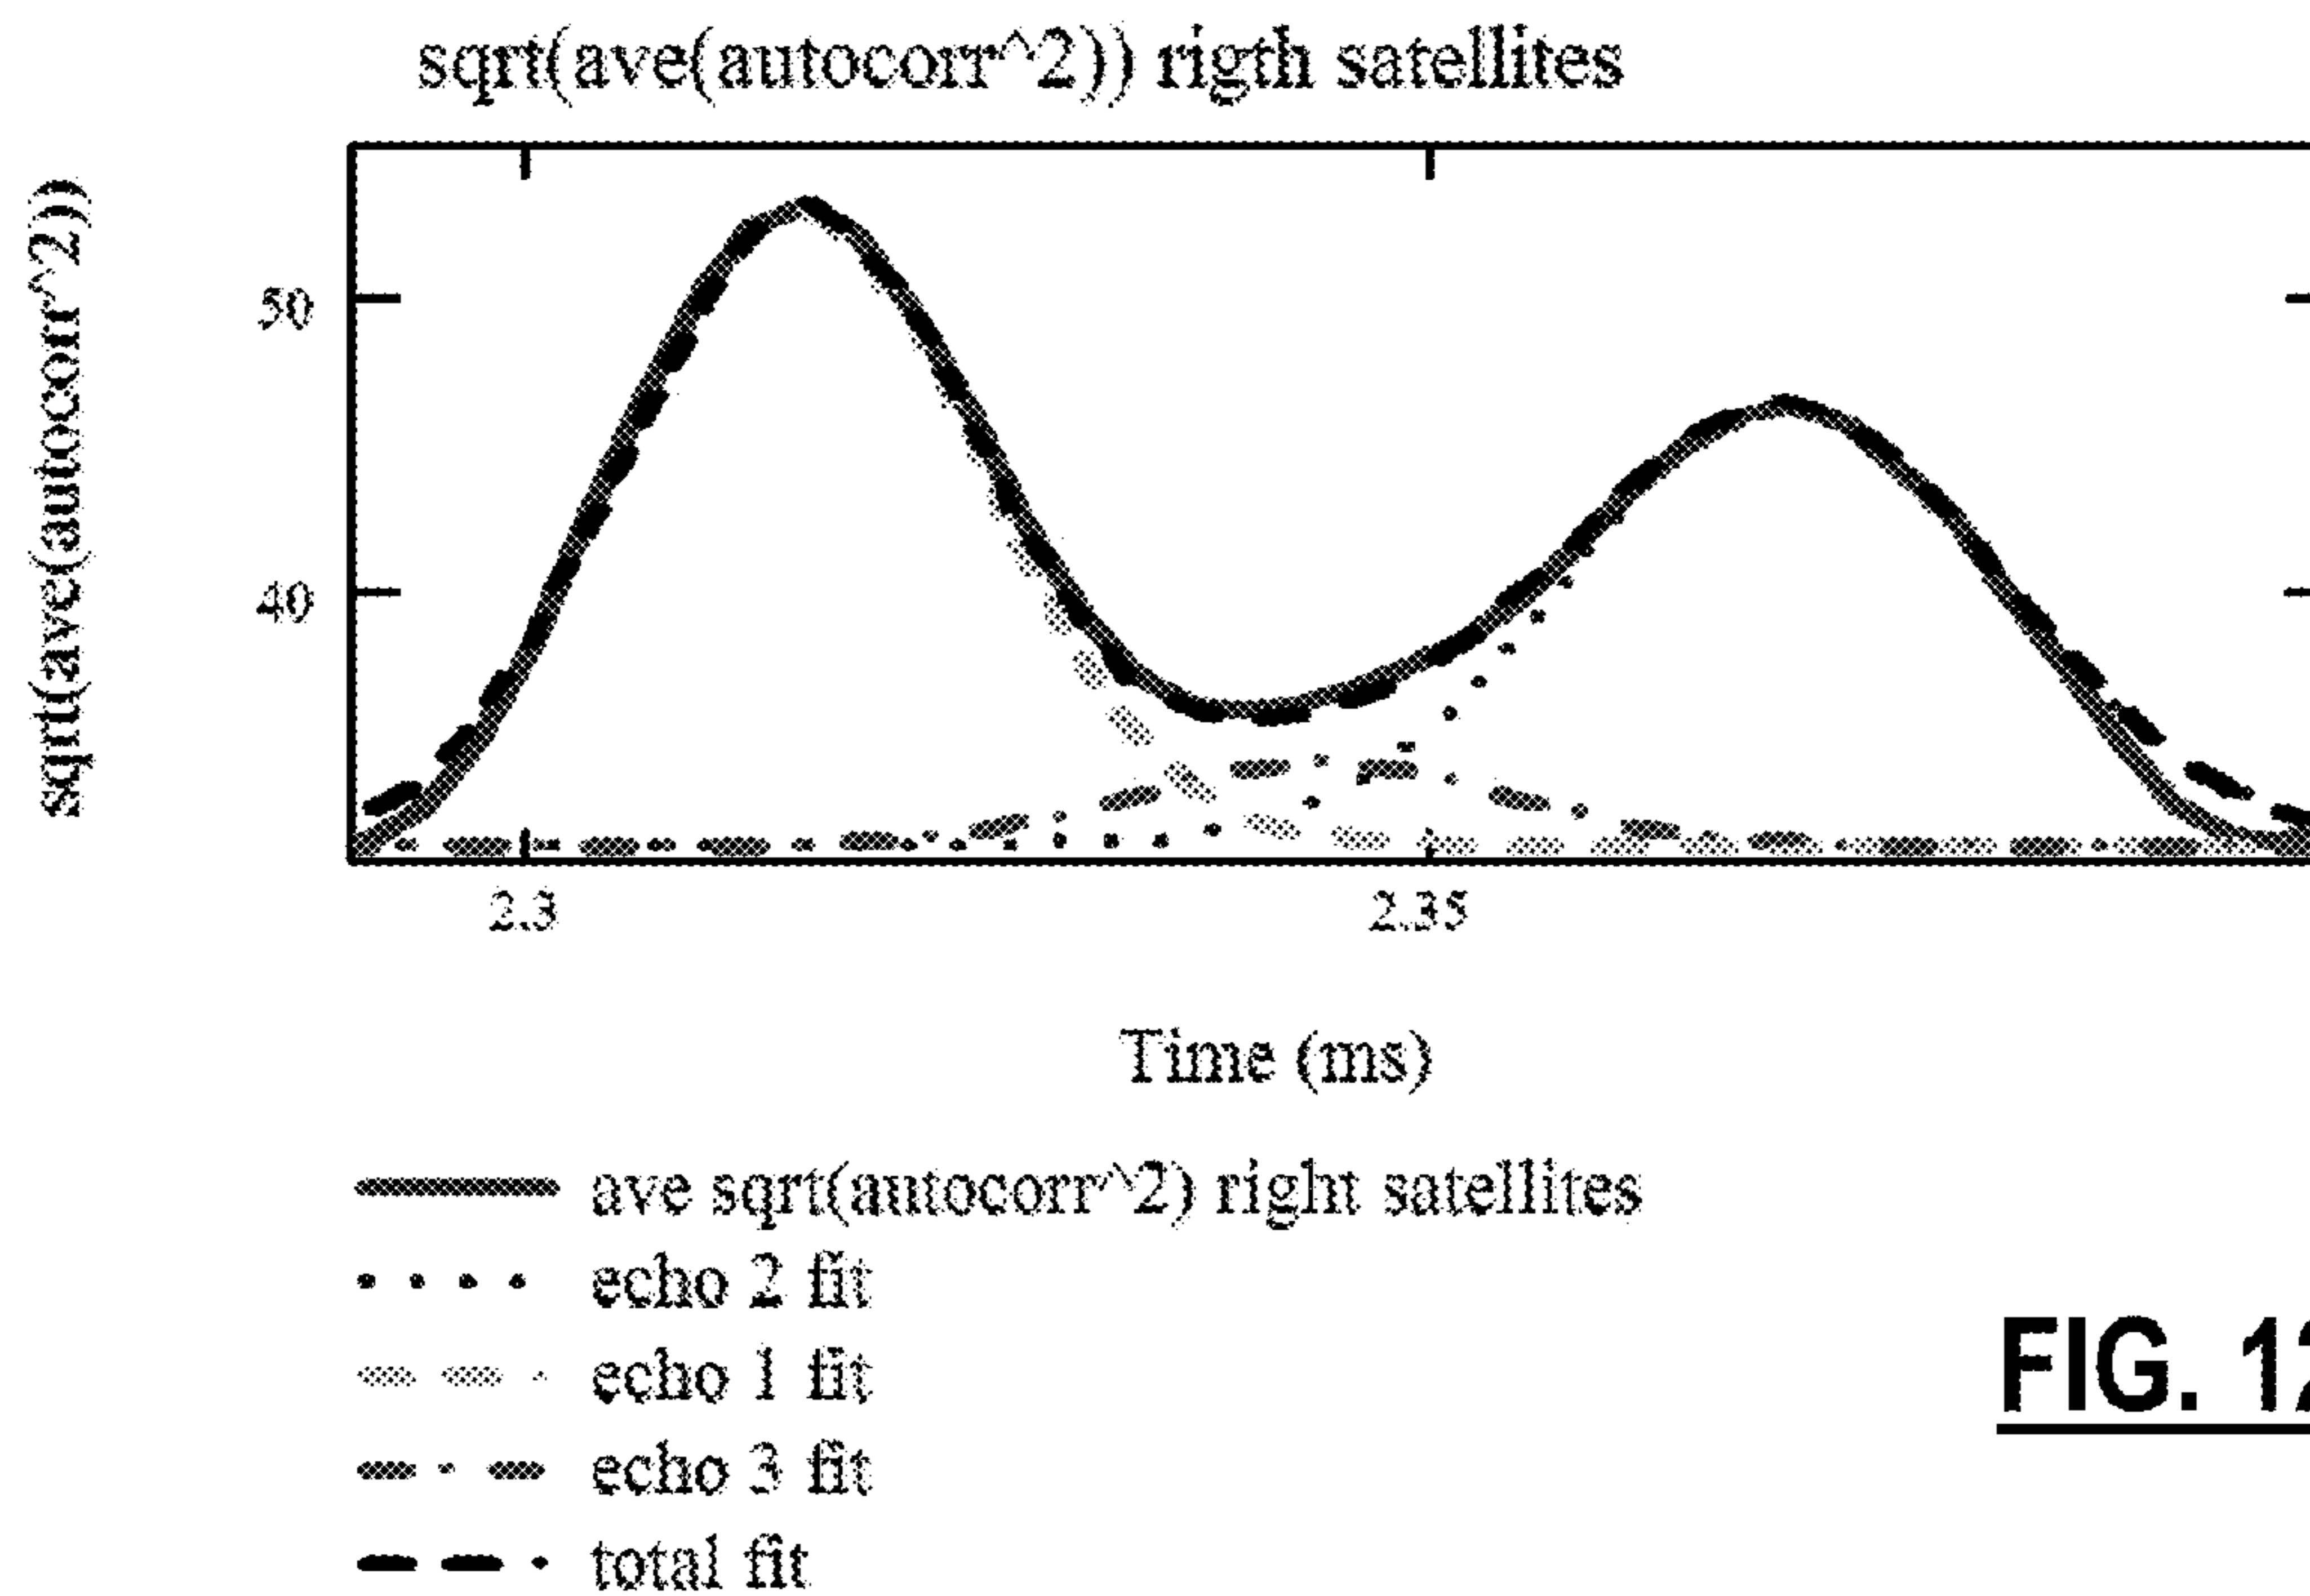 sqrt(ave(autocorr^2)) rigth satellites
sqrt(ave(autocorr^2))
50
40
2.3
2.35
Time (ms)
ave sqrt(autocorr^2) right satellites
echo 2 fit
echo 1 fit
echo 3 fit
total fit
FIG. 12